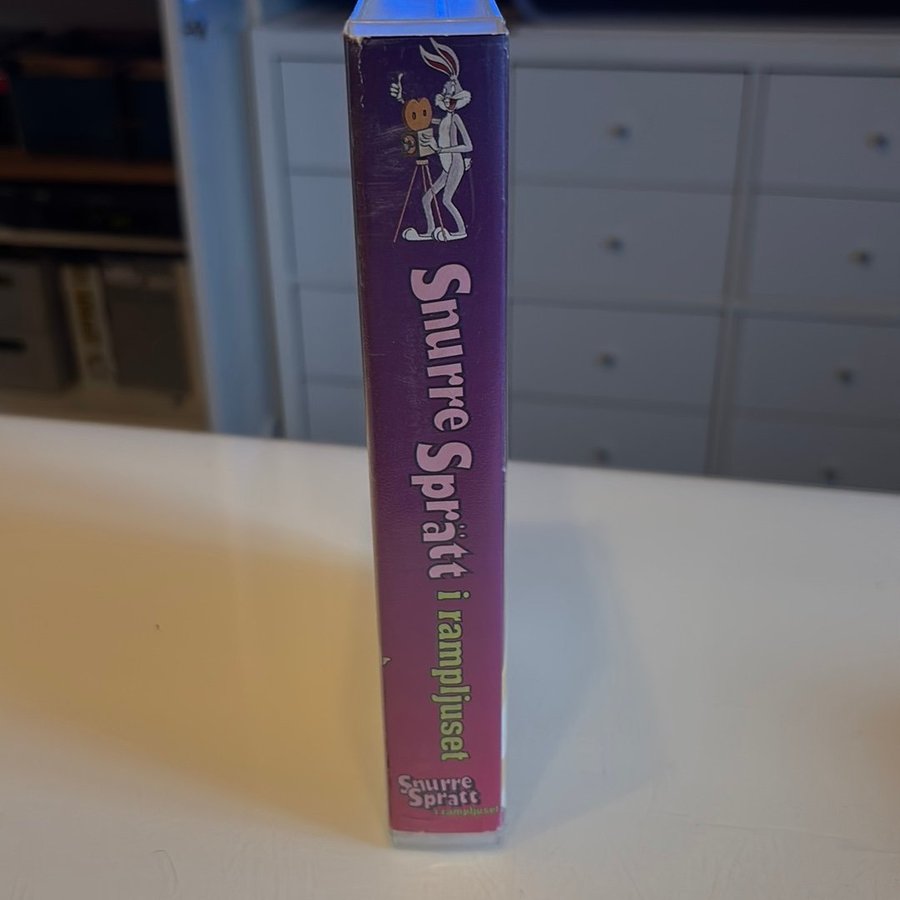 Snurre Sprätt i rampljuset
Snurre
Sprätt
i rampljuset